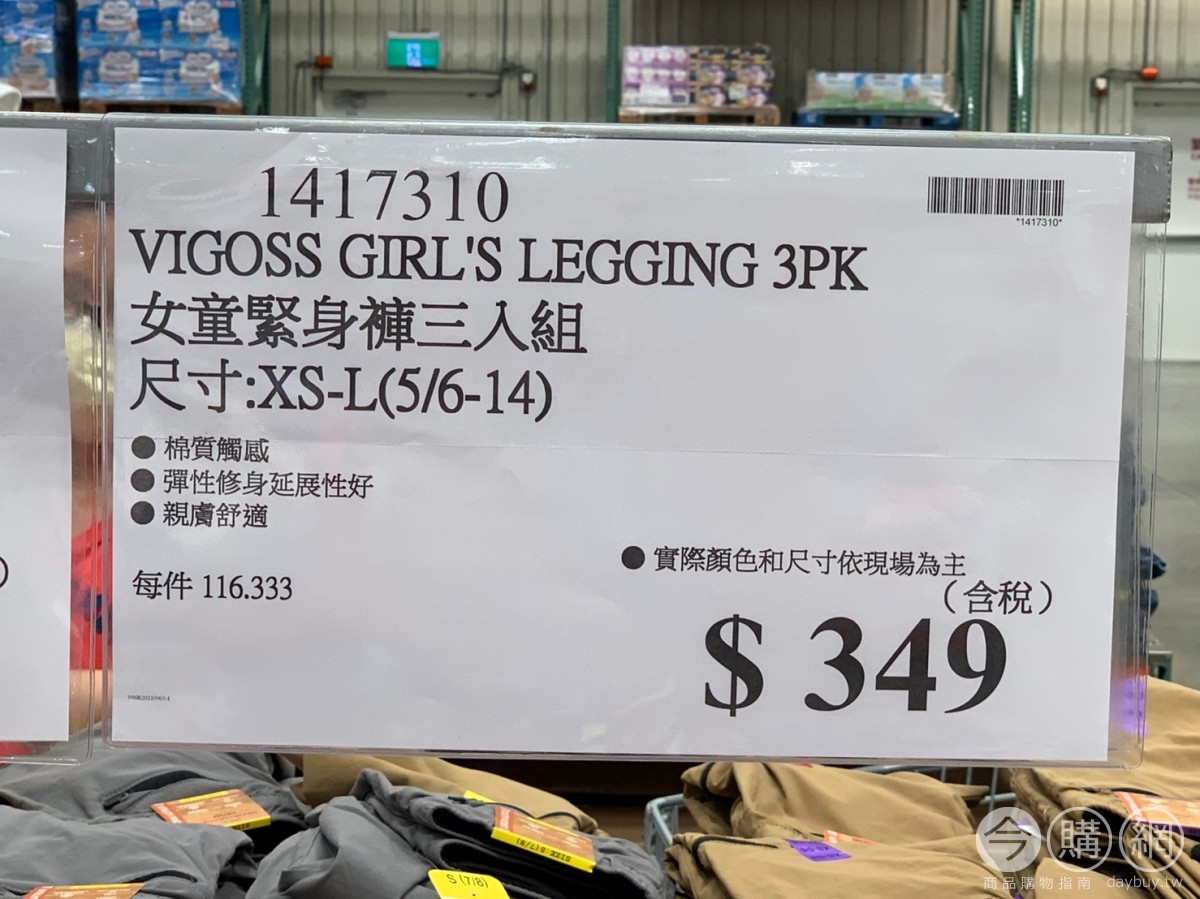 1417310
*1417310*
VIGOSS GIRL'S LEGGING 3PK
女童緊身褲三入組
尺寸:XS-L(5/6-14)
● 棉質觸感
● 彈性修身延展性好
● 親膚舒適
● 實際顏色和尺寸依現場為主
每件 116.333
(含稅)
$ 349
S (7/8)
今購網
商品購物指南 daybuy.tw